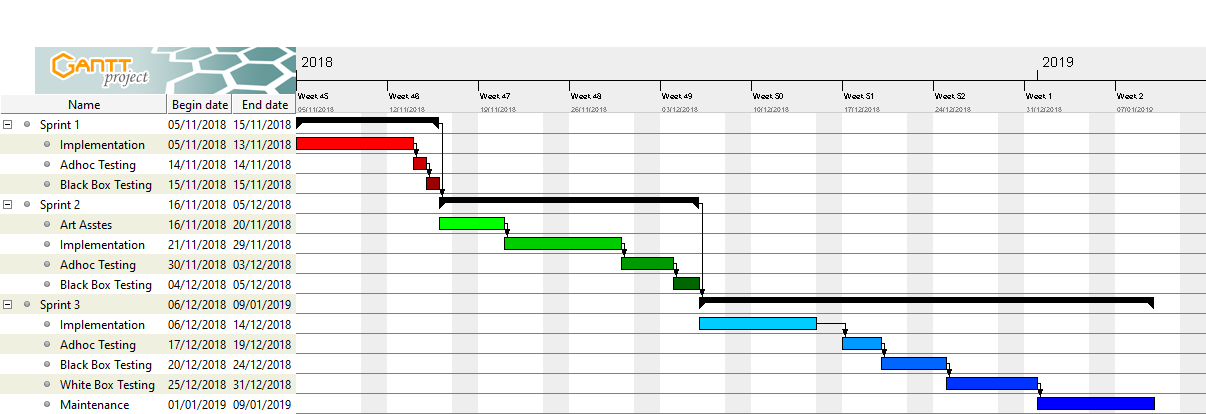 2018
2019
GANTT
project
Week 45
Week 46
Week 47
Week 48
Week 49
Week 50
Week 51
Week 52
Week 1
Week 2
Name Begin date End date
05/11/2018 12/11/2018 19/11/2018 26/11/2018 03/12/2018 10/12/2018 17/12/2018 24/12/2018 31/12/2018 07/01/2019
Sprint 1 05/11/2018 15/11/2018
Implementation 05/11/2018 13/11/2018
Adhoc Testing 14/11/2018 14/11/2018
Black Box Testing 15/11/2018 15/11/2018
Sprint 2 16/11/2018 05/12/2018
Art Asstes 16/11/2018 20/11/2018
Implementation 21/11/2018 29/11/2018
Adhoc Testing 30/11/2018 03/12/2018
Black Box Testing 04/12/2018 05/12/2018
Sprint 3 06/12/2018 09/01/2019
Implementation 06/12/2018 14/12/2018
Adhoc Testing 17/12/2018 19/12/2018
Black Box Testing 20/12/2018 24/12/2018
White Box Testing 25/12/2018 31/12/2018
Maintenance 01/01/2019 09/01/2019